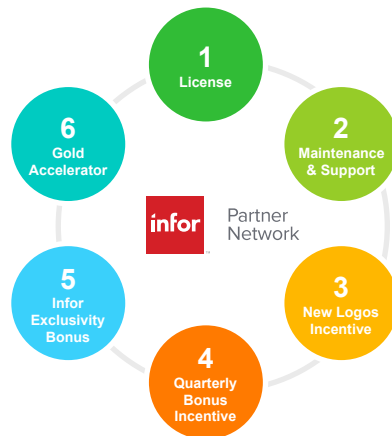 1
License
2
Maintenance
& Support
3
New Logos
Incentive
4
Quarterly
Bonus
Incentive
5
Infor
Exclusivity
Bonus
6
Gold
Accelerator
infor
™
Partner
Network